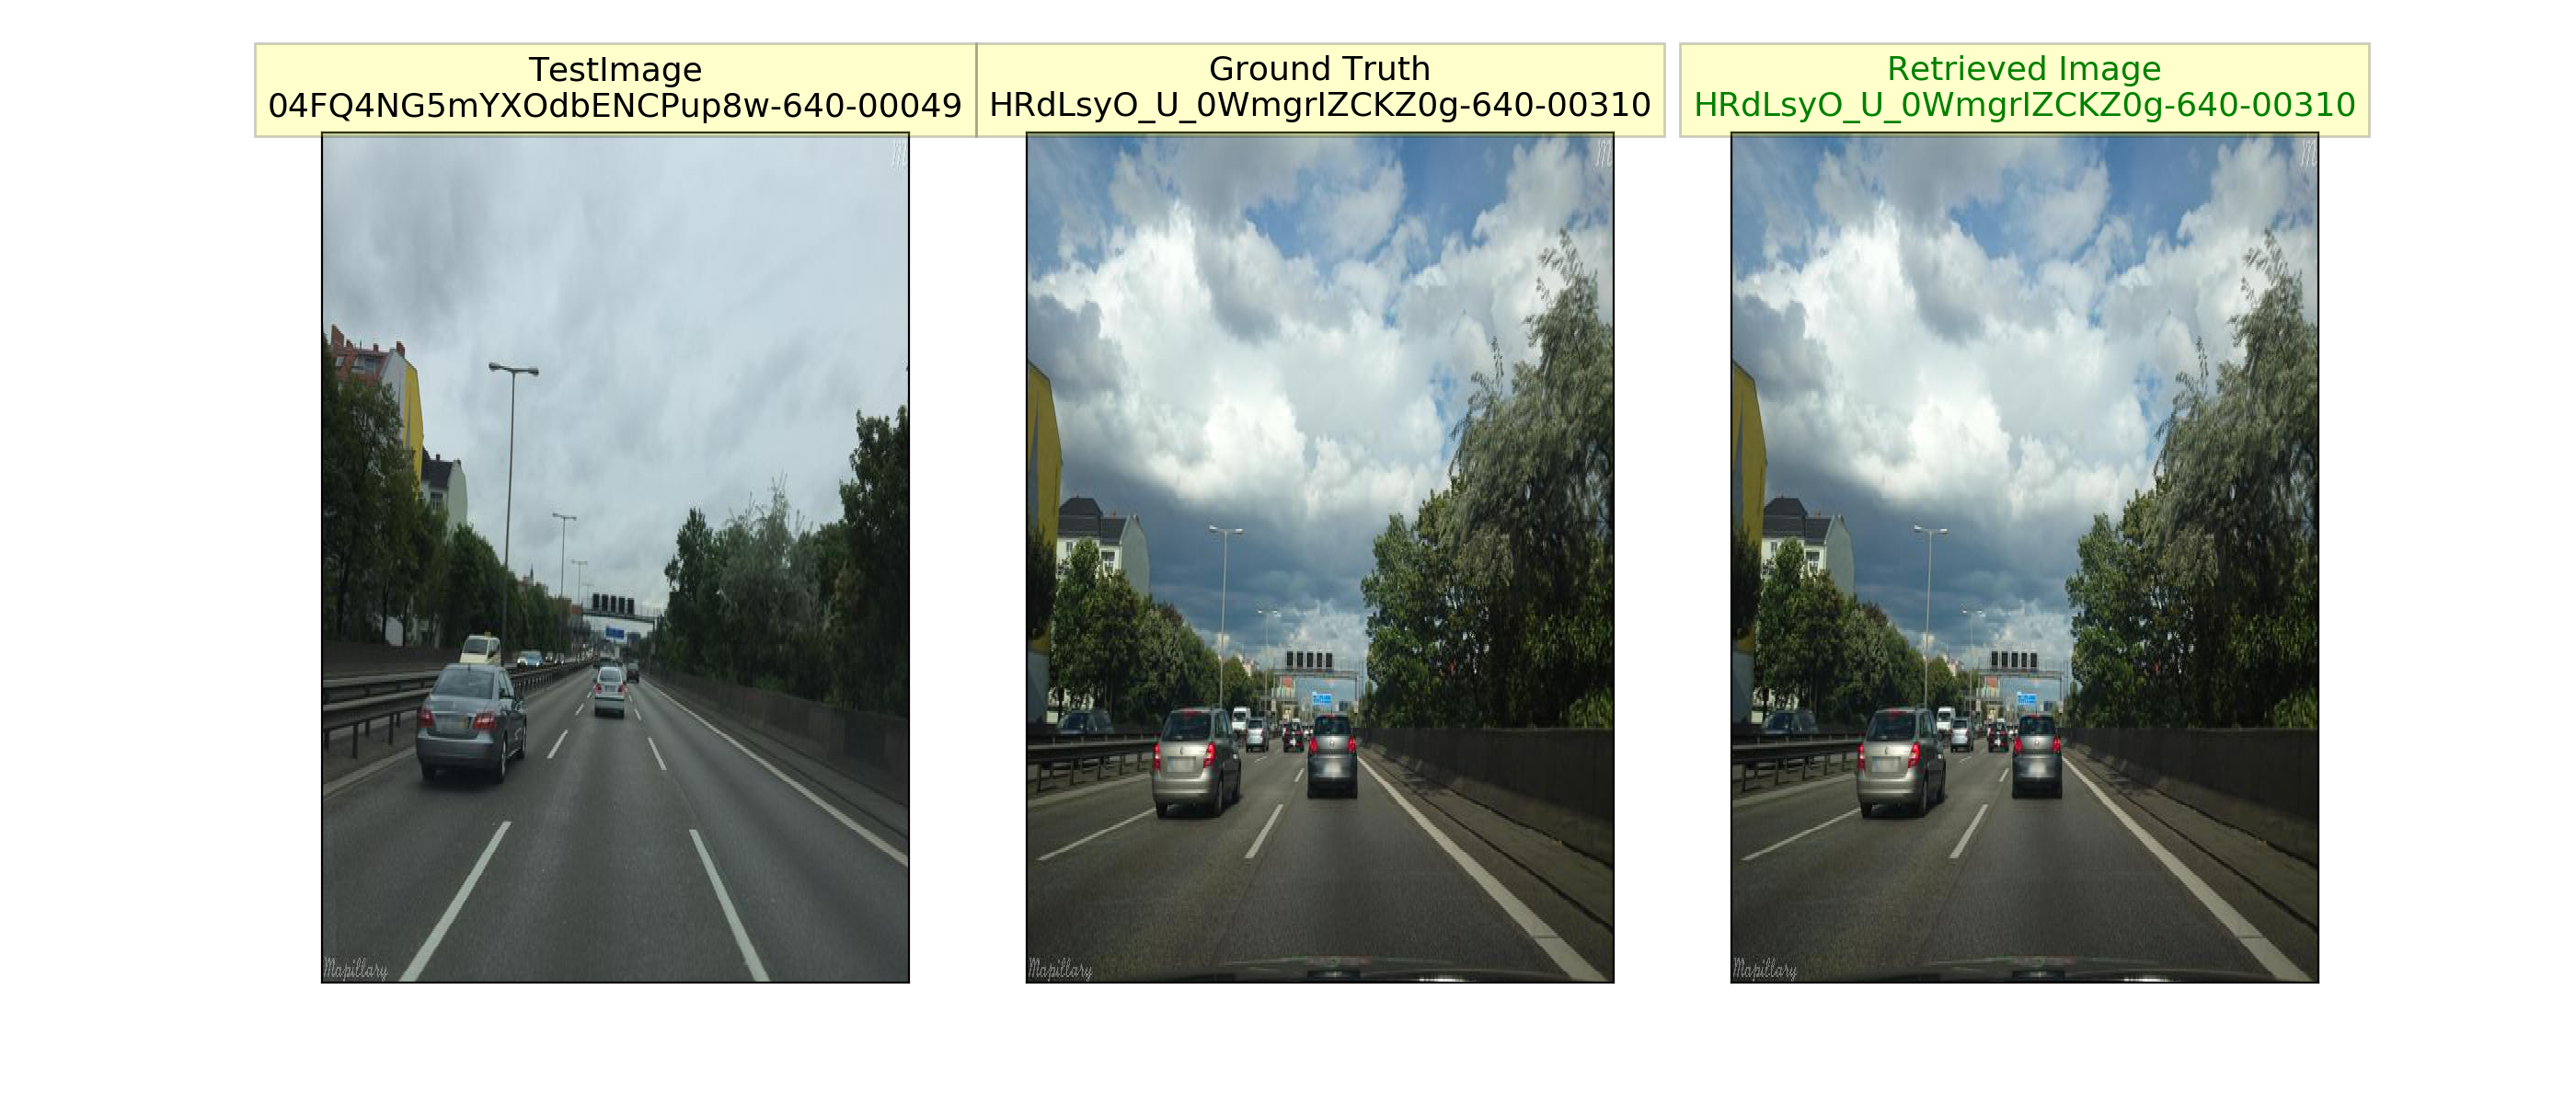 TestImage
04FQ4NG5mYXOdbENCPup8w-640-00049
Ground Truth
HRdLsyO_U_0WmgrIZCKZ0g-640-00310
Retrieved Image
HRdLsyO_U_0WmgrIZCKZ0g-640-00310
M
M
M
Mapillary
Mapillary
Mapillary